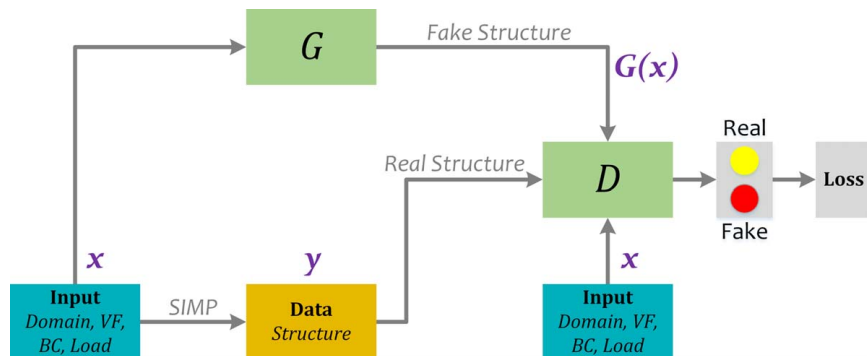 G
Fake Structure
G(x)
Real
Real Structure
D
Loss
Fake
x
y
x
Input
Domain, VF,
BC, Load
SIMP
Data
Structure
Input
Domain, VF,
BC, Load